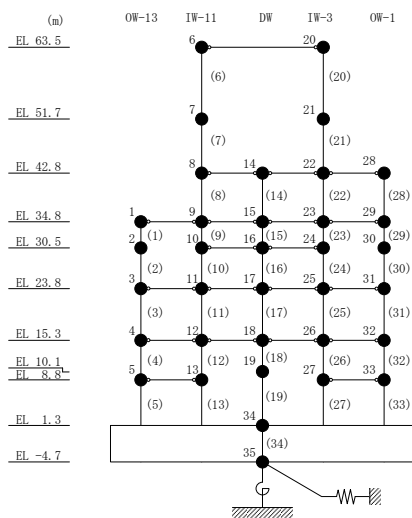 (m) OW-13 IW-11 DW IW-3 OW-1
EL 63.5 6 20
(6) (20)
EL 51.7 7 21
(7) (21)
EL 42.8 8 14 22 28
(8) (14) (22) (28)
EL 34.8 1 9 15 23 29
(1) (9) (15) (23) (29)
EL 30.5 2 10 16 24 30
(2) (10) (16) (24) (30)
EL 23.8 3 11 17 25 31
(3) (11) (17) (25) (31)
EL 15.3 4 12 18 26 32
(4) (12) (18) (26) (32)
EL 10.1 19
EL 8.8 5 13 27 33
(5) (13) (19) (27) (33)
EL 1.3 34
(34)
EL -4.7 35